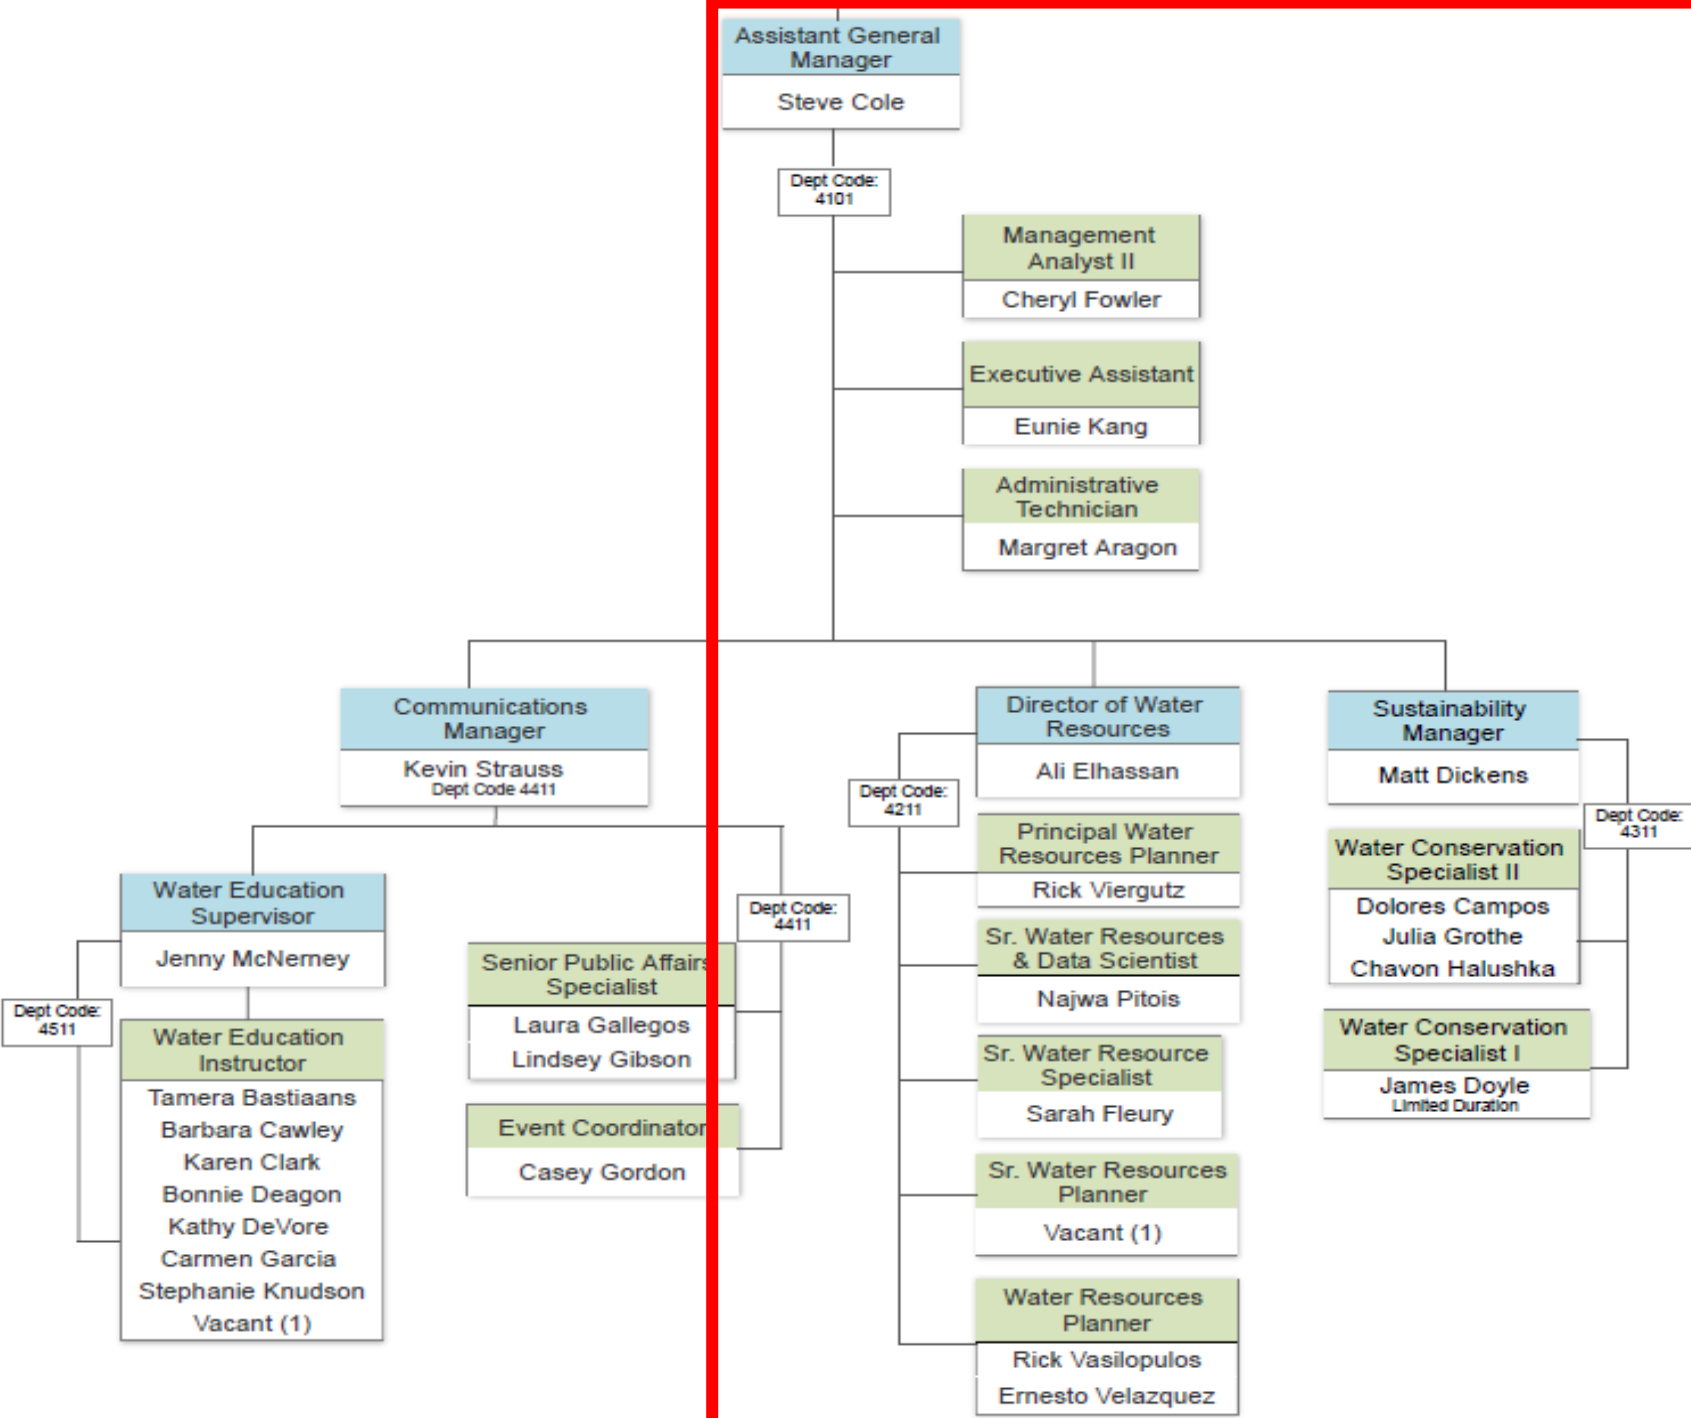 Assistant General
Manager
Steve Cole
Dept Code:
4101
Management
Analyst II
Cheryl Fowler
Executive Assistant
Eunie Kang
Administrative
Technician
Margret Aragon
Communications
Manager
Kevin Strauss
Dept Code 4411
Water Education
Supervisor
Jenny McNerney
Dept Code:
4511
Water Education
Instructor
Tamera Bastiaans
Barbara Cawley
Karen Clark
Bonnie Deagon
Kathy DeVore
Carmen Garcia
Stephanie Knudson
Vacant (1)
Dept Code:
4411
Senior Public Affairs
Specialist
Laura Gallegos
Lindsey Gibson
Event Coordinator
Casey Gordon
Director of Water
Resources
Ali Elhassan
Dept Code:
4211
Principal Water
Resources Planner
Rick Viergutz
Sr. Water Resources
& Data Scientist
Najwa Pitois
Sr. Water Resource
Specialist
Sarah Fleury
Sr. Water Resources
Planner
Vacant (1)
Water Resources
Planner
Rick Vasilopulos
Ernesto Velazquez
Sustainability
Manager
Matt Dickens
Dept Code:
4311
Water Conservation
Specialist II
Dolores Campos
Julia Grothe
Chavon Halushka
Water Conservation
Specialist I
James Doyle
Limited Duration